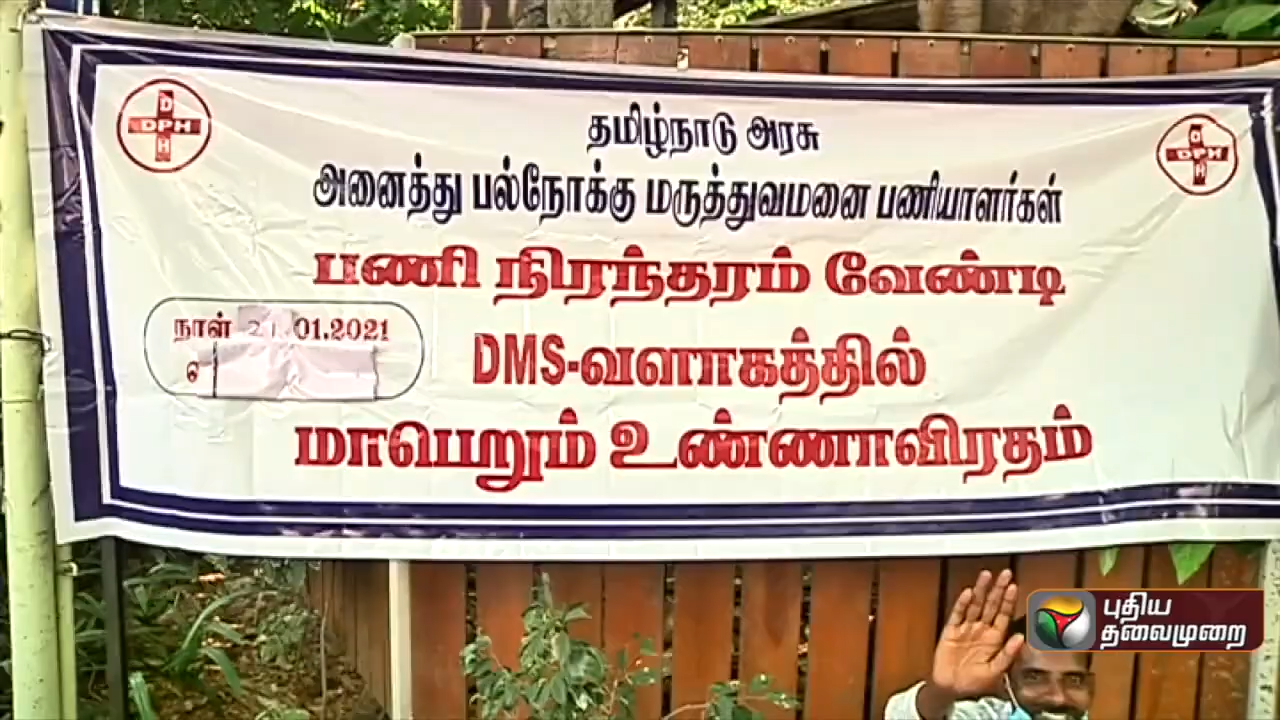 தமிழ்நாடு அரசு
அனைத்து பல்நோக்கு மருத்துவமனை பணியாளர்கள்
பணி நிரந்தரம் வேண்டி
நாள் .01.2021
DMS-வளாகத்தில்
மாபெறும் உண்ணாவிரதம்
DPH
DPH
புதிய
தலைமுறை